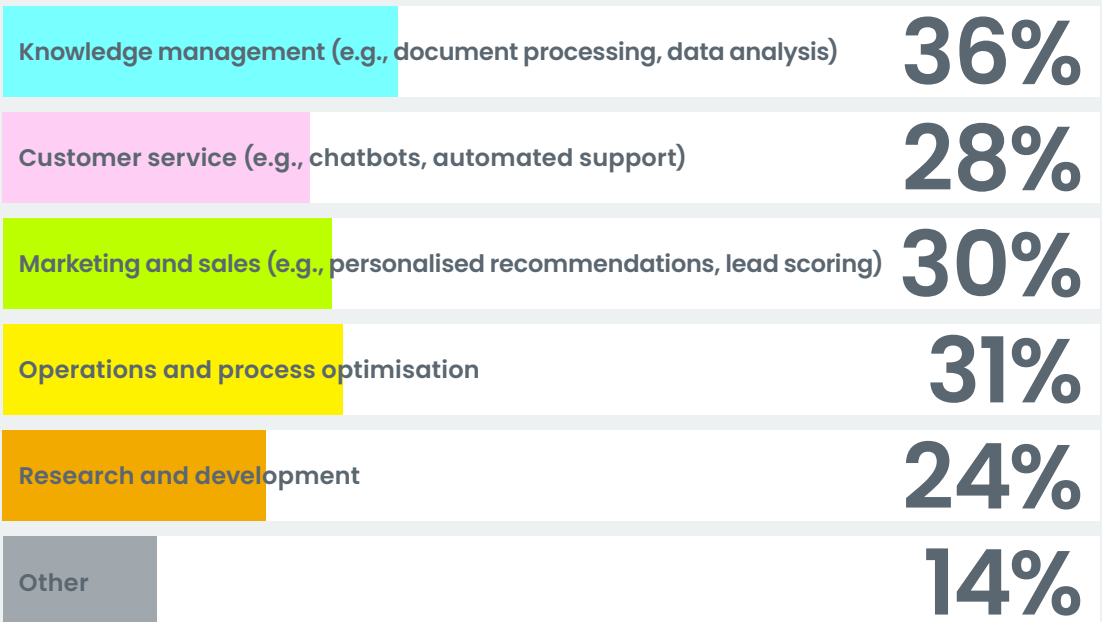 Knowledge management (e.g., document processing, data analysis) 36%
Customer service (e.g., chatbots, automated support) 28%
Marketing and sales (e.g., personalised recommendations, lead scoring) 30%
Operations and process optimisation 31%
Research and development 24%
Other 14%